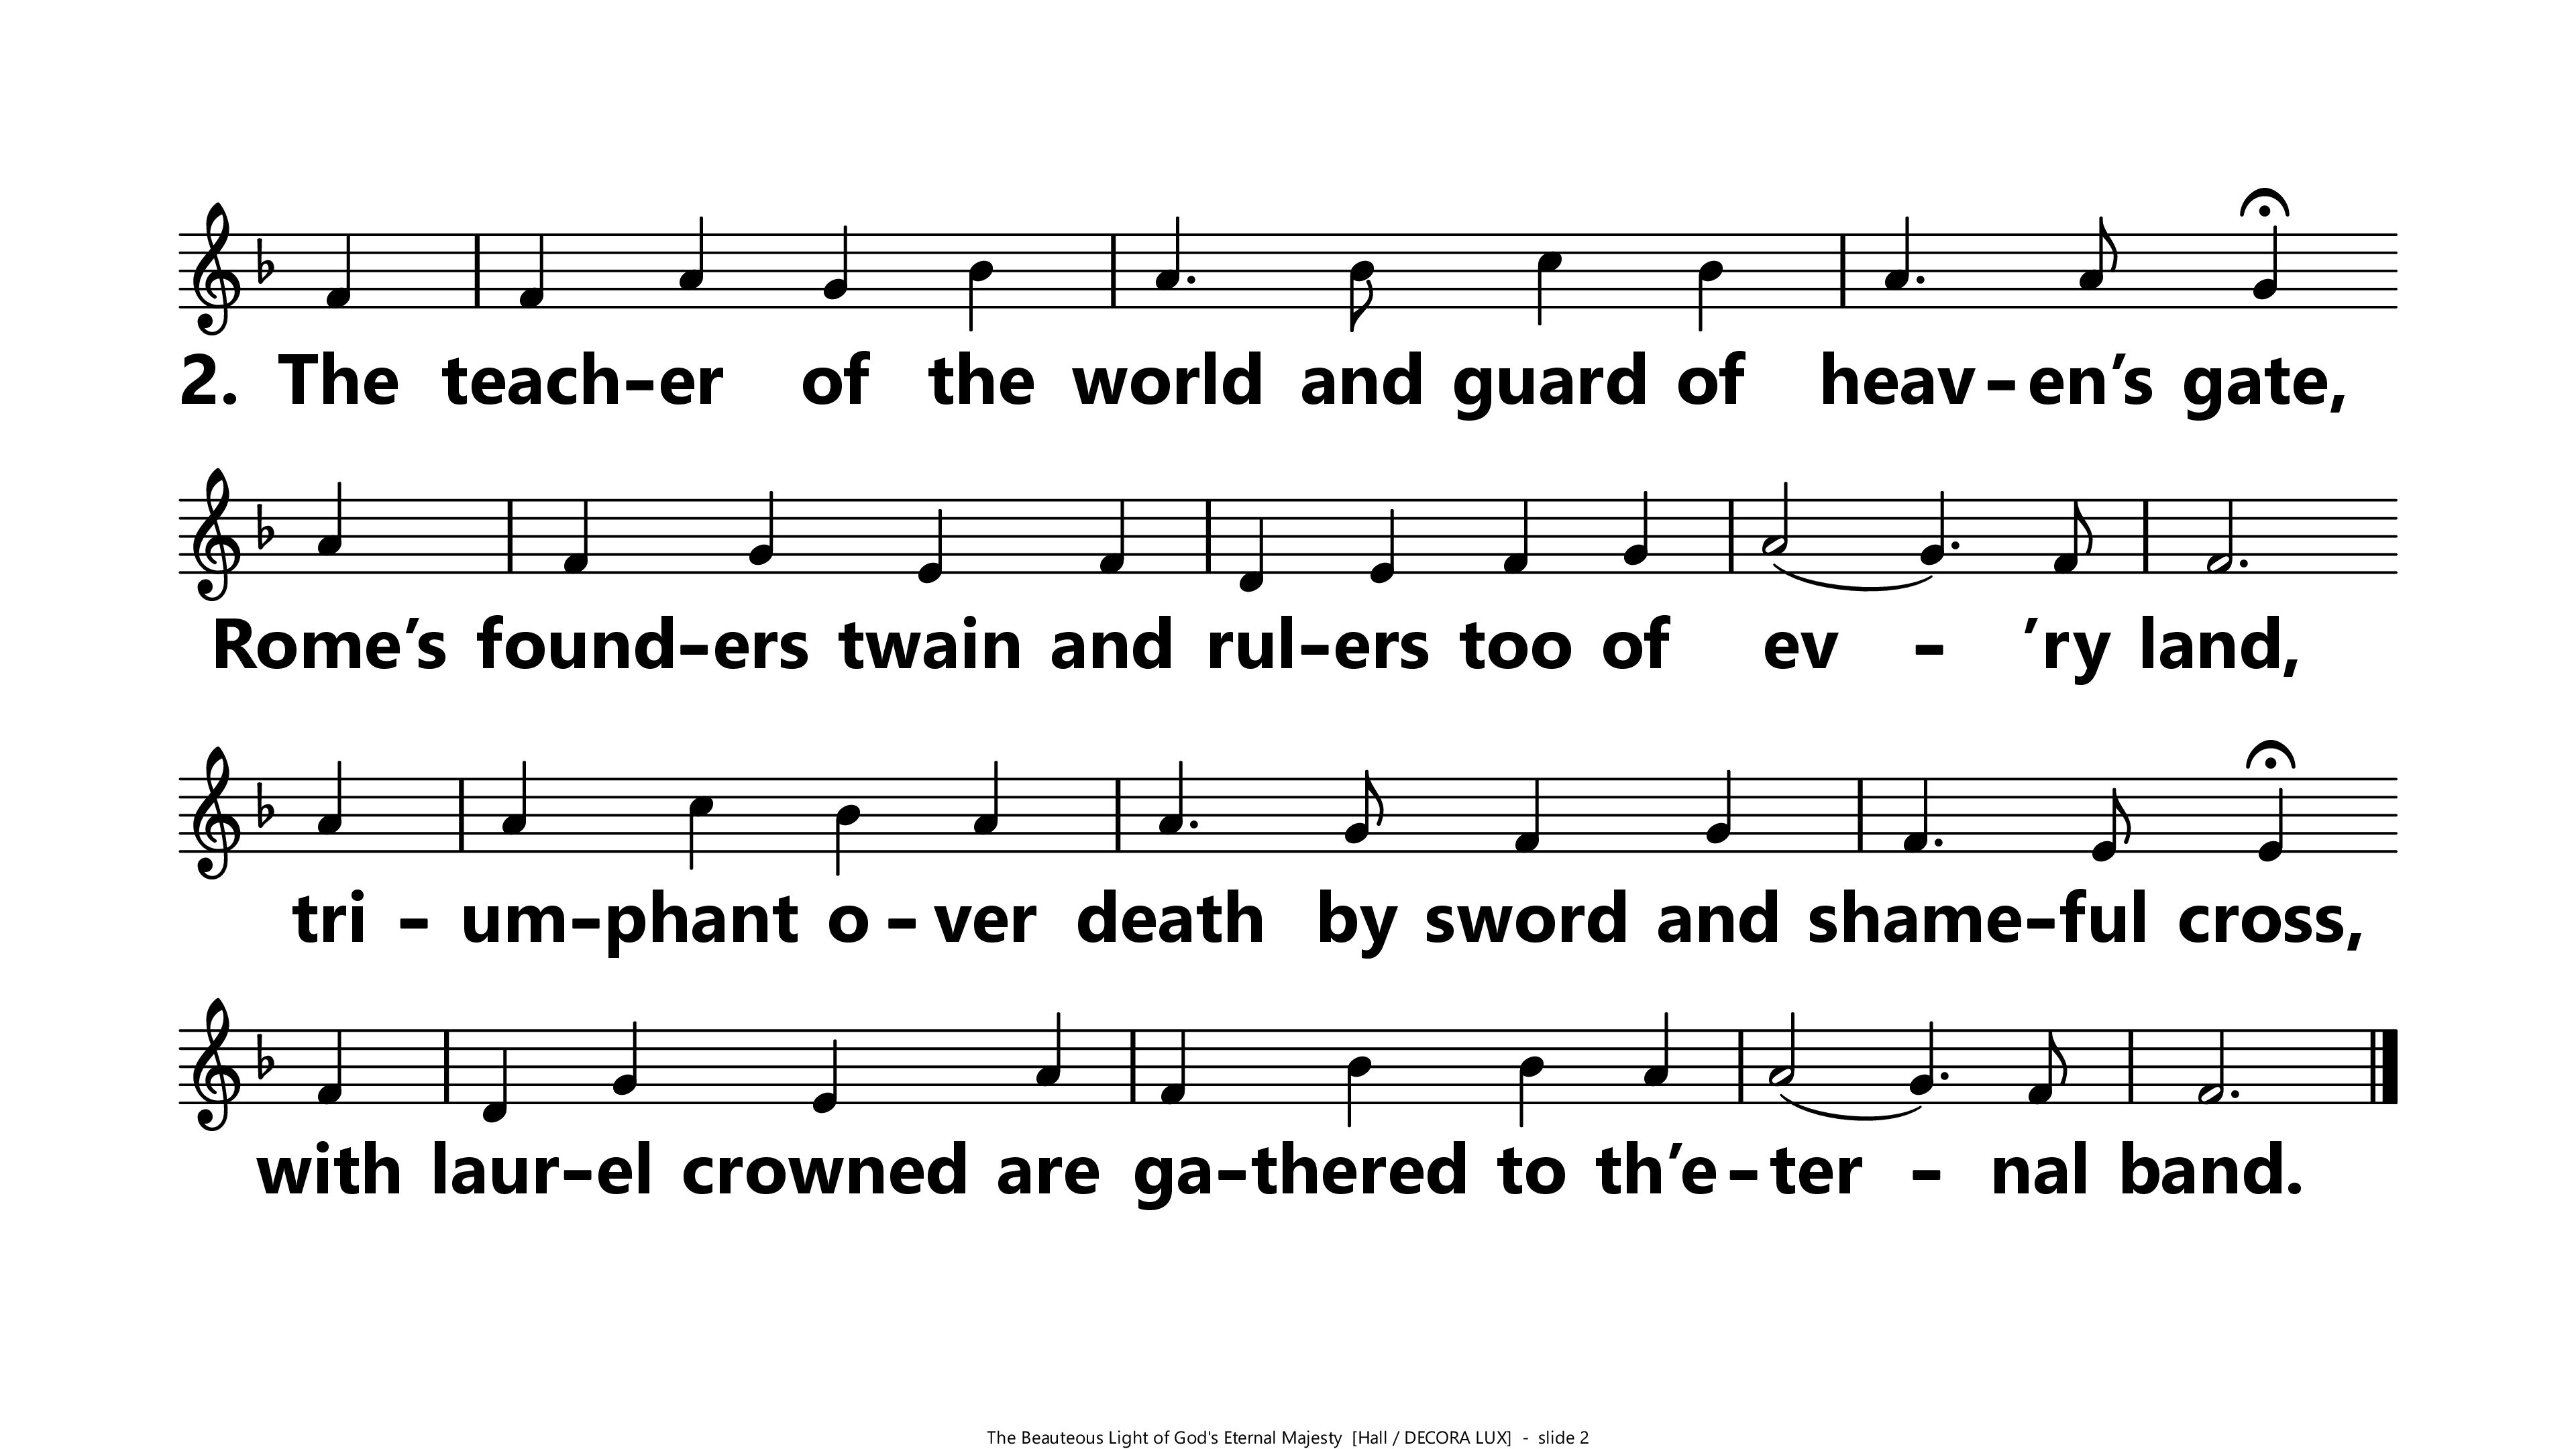 2. The teach-er of the world and guard of heav-en’s gate,
Rome’s found-ers twain and rul-ers too of ev - ’ry land,
tri - um-phant o - ver death by sword and shame-ful cross,
with laur-el crowned are ga-thered to th’e-ter - nal band.
The Beauteous Light of God's Eternal Majesty [Hall / DECORA LUX] - slide 2